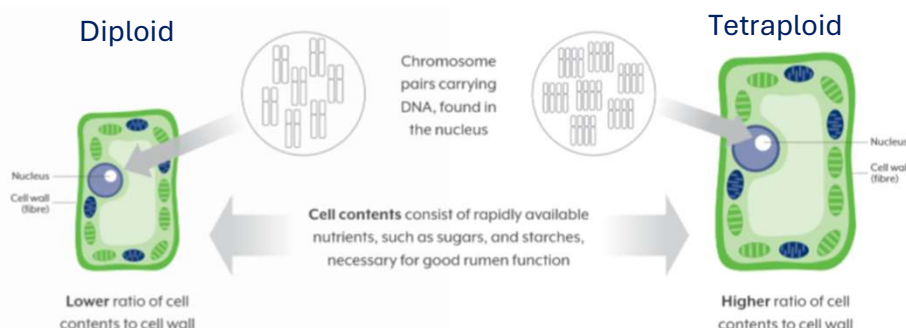 Diploid
Tetraploid
Chromosome
pairs carrying
DNA, found in
the nucleus
Nucleus
Cell wall
(fibre)
Nucleus
Cell wall
(fibre)
Cell contents consist of rapidly available
nutrients, such as sugars, and starches,
necessary for good rumen function
Lower ratio of cell
contents to cell wall
Higher ratio of cell
contents to cell wall